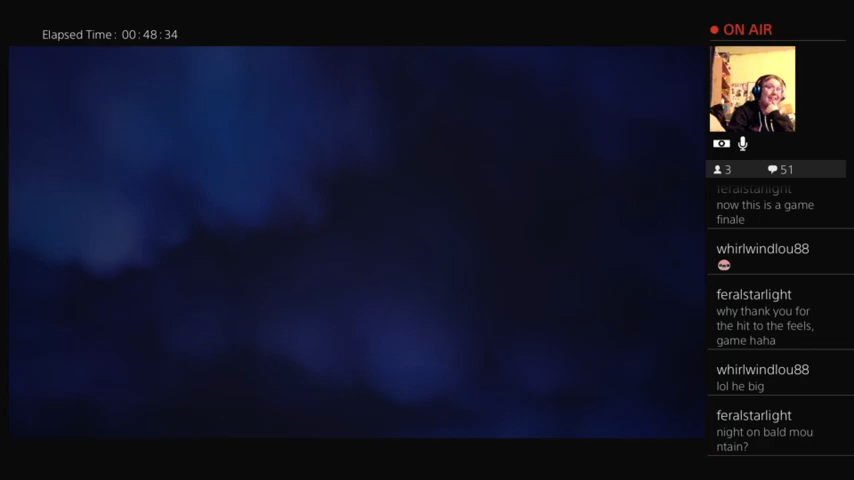 Elapsed Time: 00:48:34
ON AIR
3 51
feralstarlight
now this is a game
finale
whirlwindlou88
feralstarlight
why thank you for
the hit to the feels,
game haha
whirlwindlou88
lol he big
feralstarlight
night on bald mou
ntain?